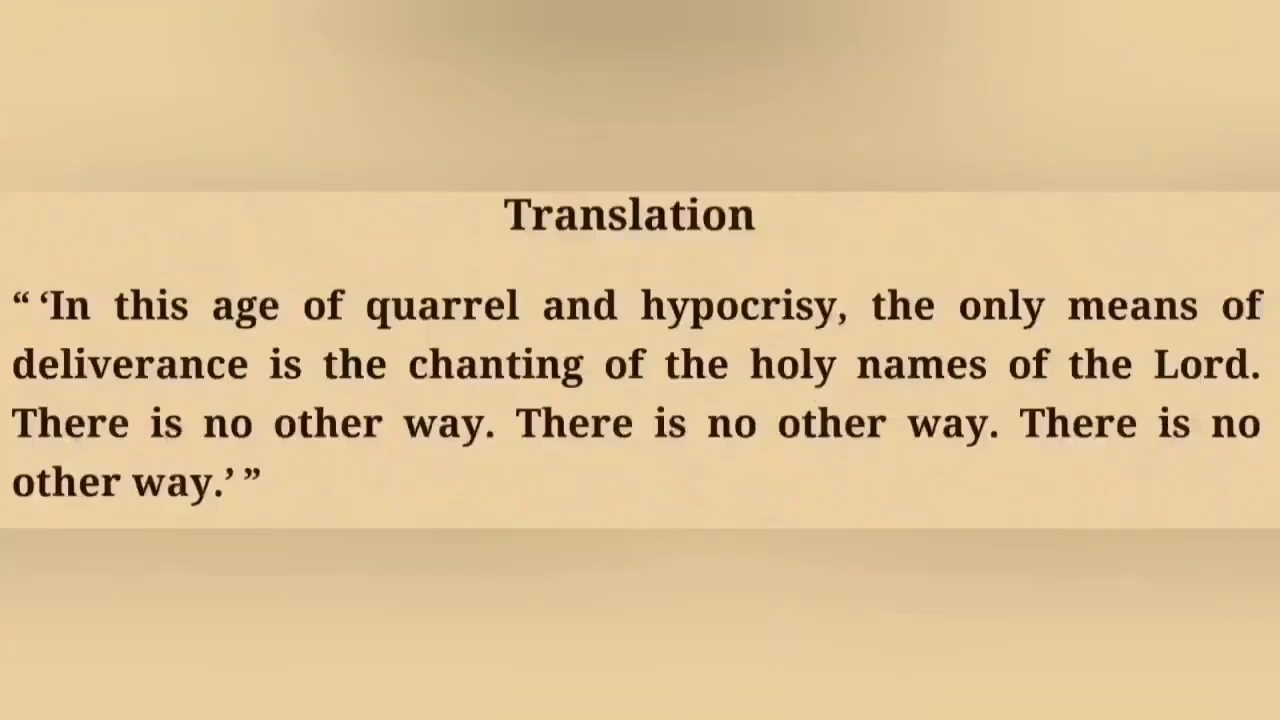 Translation
“ ‘In this age of quarrel and hypocrisy, the only means of
deliverance is the chanting of the holy names of the Lord.
There is no other way. There is no other way. There is no
other way.’ ”